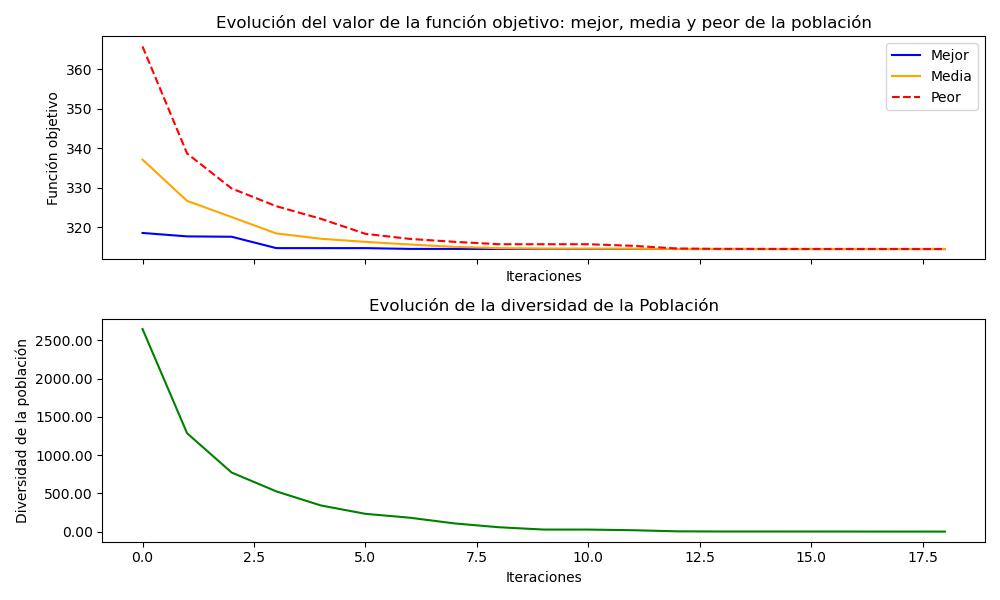 Evolución del valor de la función objetivo: mejor, media y peor de la población
Función objetivo
360
350
340
330
320
Mejor
Media
Peor
Iteraciones
Evolución de la diversidad de la Población
Diversidad de la población
2500.00
2000.00
1500.00
1000.00
500.00
0.00
0.0 2.5 5.0 7.5 10.0 12.5 15.0 17.5
Iteraciones